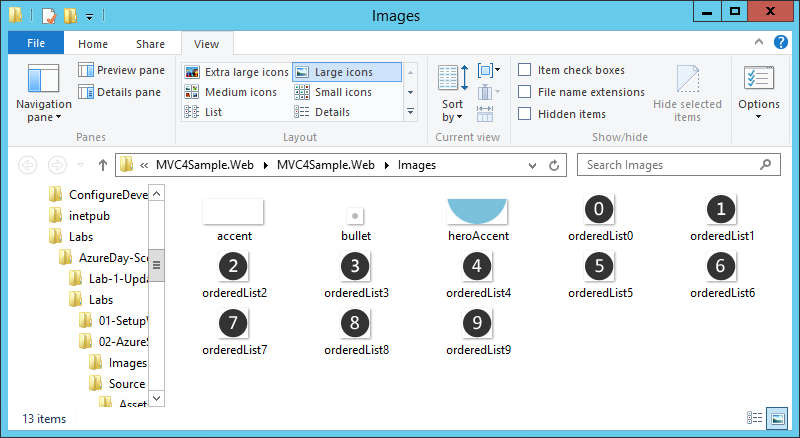 Images
File Home Share View
Navigation pane
Preview pane
Details pane
Panes
Extra large icons Large icons
Medium icons Small icons
List Details
Layout
Sort by
Current view
Item check boxes
File name extensions
Hidden items
Hide selected items
Show/hide
Options
MVC4Sample.Web MVC4Sample.Web Images
Search Images
ConfigureDeve
inetpub
Labs
AzureDay-Sce
Lab-1-Upda
Labs
01-SetupV
02-AzureS
Images
Source
Assets
0 1
accent bullet heroAccent orderedList0 orderedList1
2 3 4 5 6
orderedList2 orderedList3 orderedList4 orderedList5 orderedList6
7 8 9
orderedList7 orderedList8 orderedList9
13 items